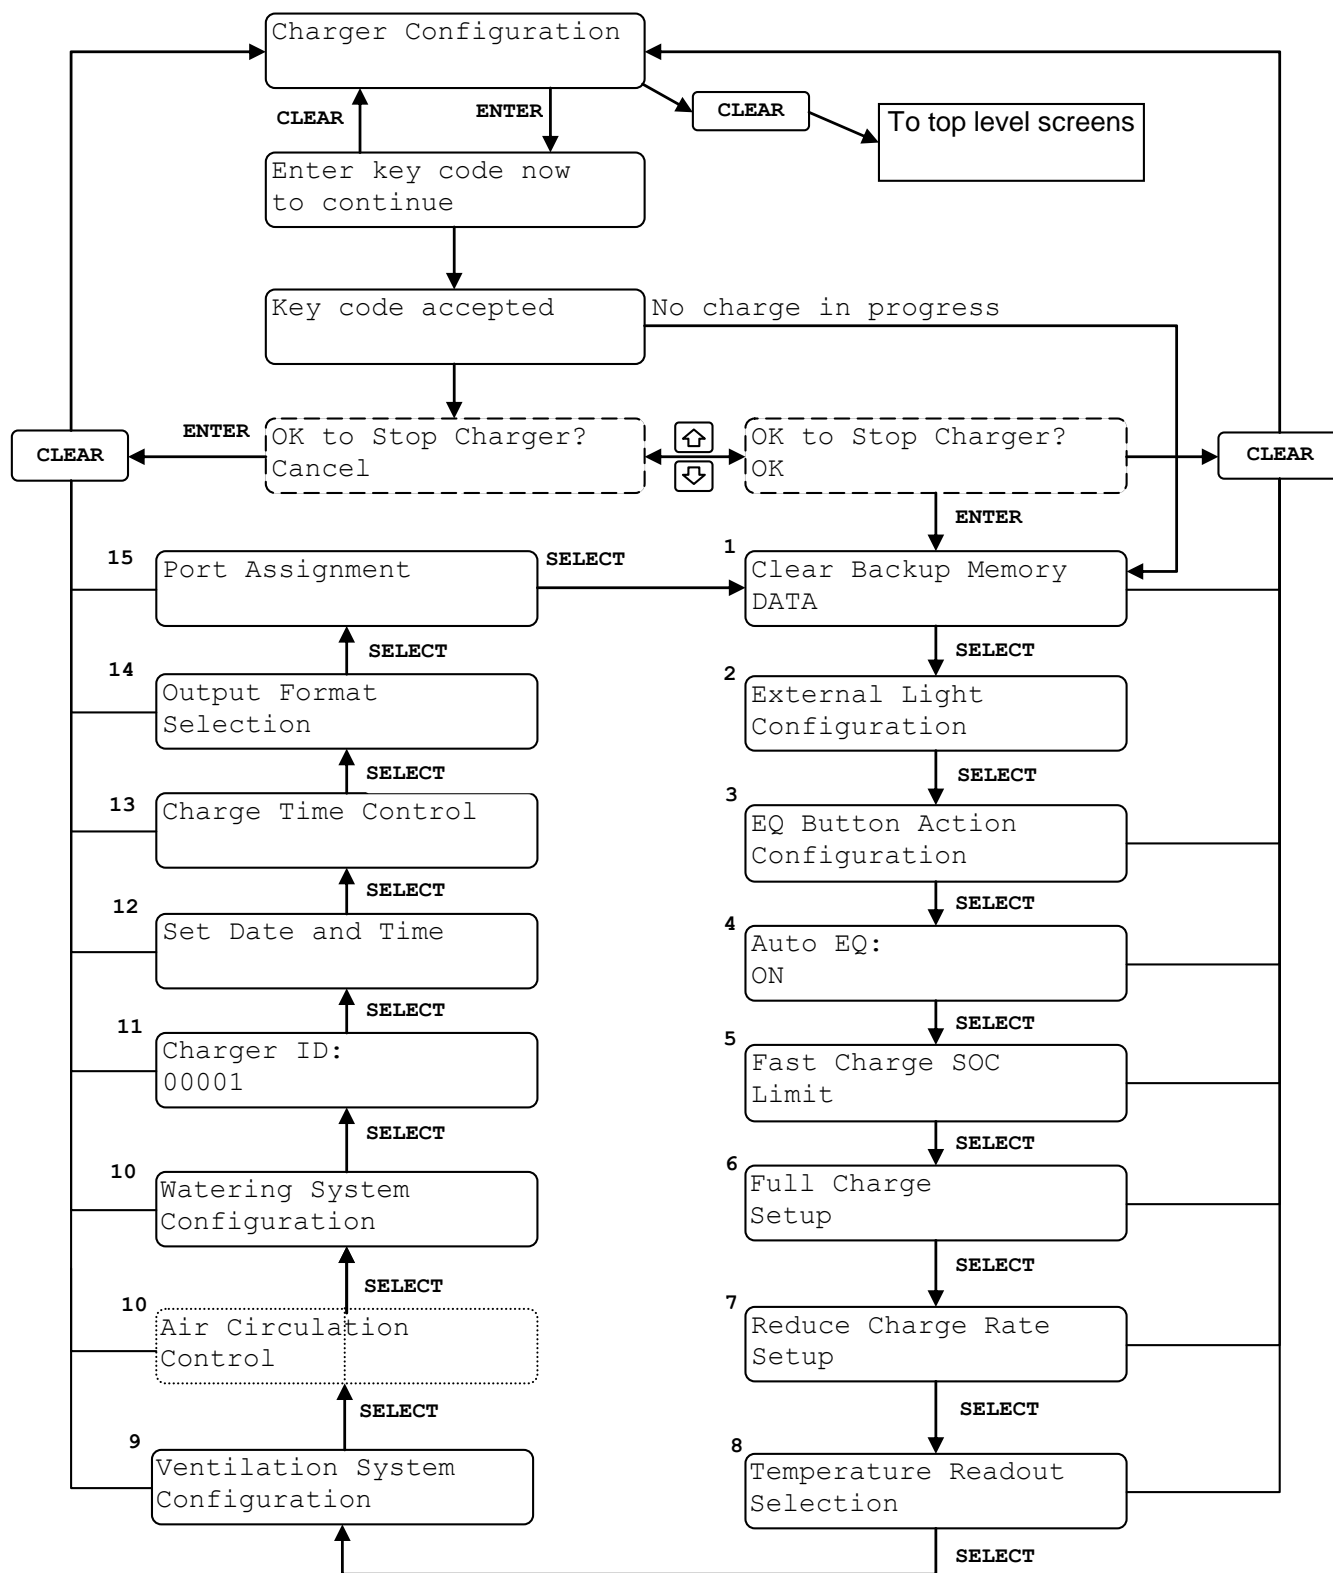 Charger Configuration
CLEAR
ENTER
CLEAR
To top level screens
Enter key code now
to continue
Key code accepted
No charge in progress
CLEAR
ENTER
OK to Stop Charger?
Cancel
OK to Stop Charger?
OK
CLEAR
ENTER
15
Port Assignment
SELECT
1
Clear Backup Memory
DATA
SELECT
SELECT
14
Output Format
Selection
2
External Light
Configuration
SELECT
SELECT
13
Charge Time Control
3
EQ Button Action
Configuration
SELECT
SELECT
12
Set Date and Time
4
Auto EQ:
ON
SELECT
SELECT
11
Charger ID:
00001
5
Fast Charge SOC
Limit
SELECT
SELECT
10
Watering System
Configuration
6
Full Charge
Setup
SELECT
SELECT
10
Air Circulation
Control
7
Reduce Charge Rate
Setup
SELECT
SELECT
9
Ventilation System
Configuration
8
Temperature Readout
Selection
SELECT